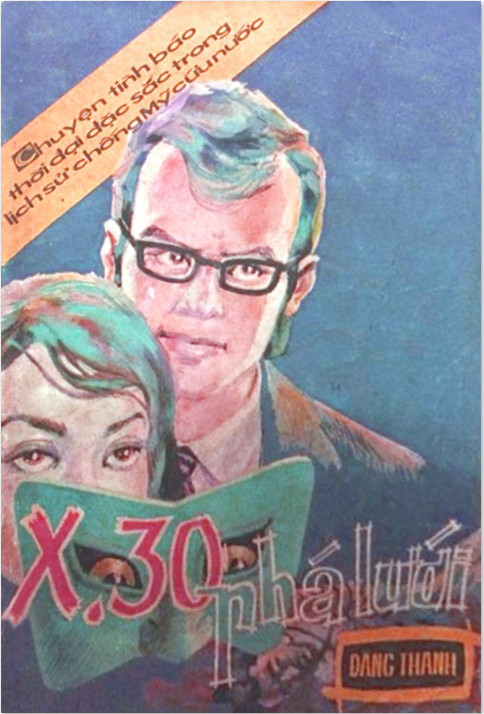 Chuyện tình báo
thời đại đặc sắc trong
lịch sử chống Mỹ cứu nước
X.30
phá lưới
ĐẶNG THANH